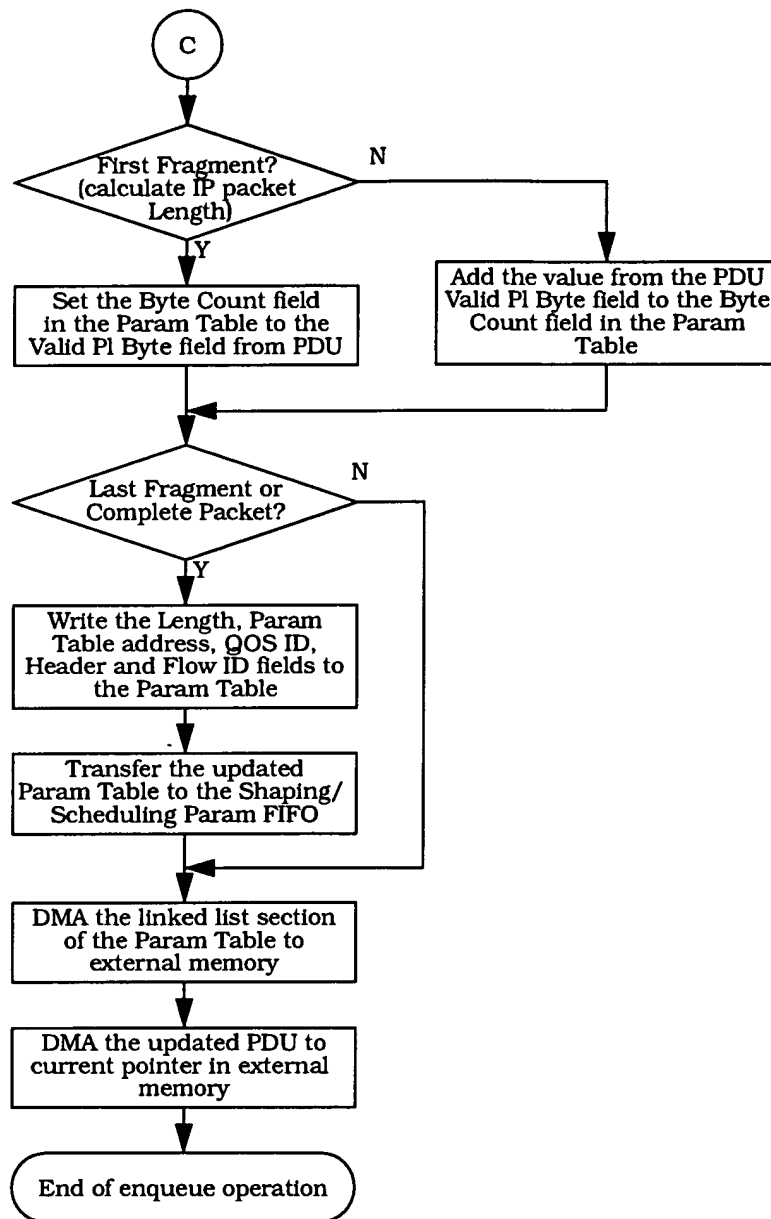 C
First Fragment?
(calculate IP packet
Length)
N
Y
Set the Byte Count field
in the Param Table to the
Valid Pl Byte field from PDU
Add the value from the PDU
Valid Pl Byte field to the Byte
Count field in the Param
Table
Last Fragment or
Complete Packet?
N
Y
Write the Length, Param
Table address, QOS ID,
Header and Flow ID fields to
the Param Table
Transfer the updated
Param Table to the Shaping/
Scheduling Param FIFO
DMA the linked list section
of the Param Table to
external memory
DMA the updated PDU to
current pointer in external
memory
End of enqueue operation